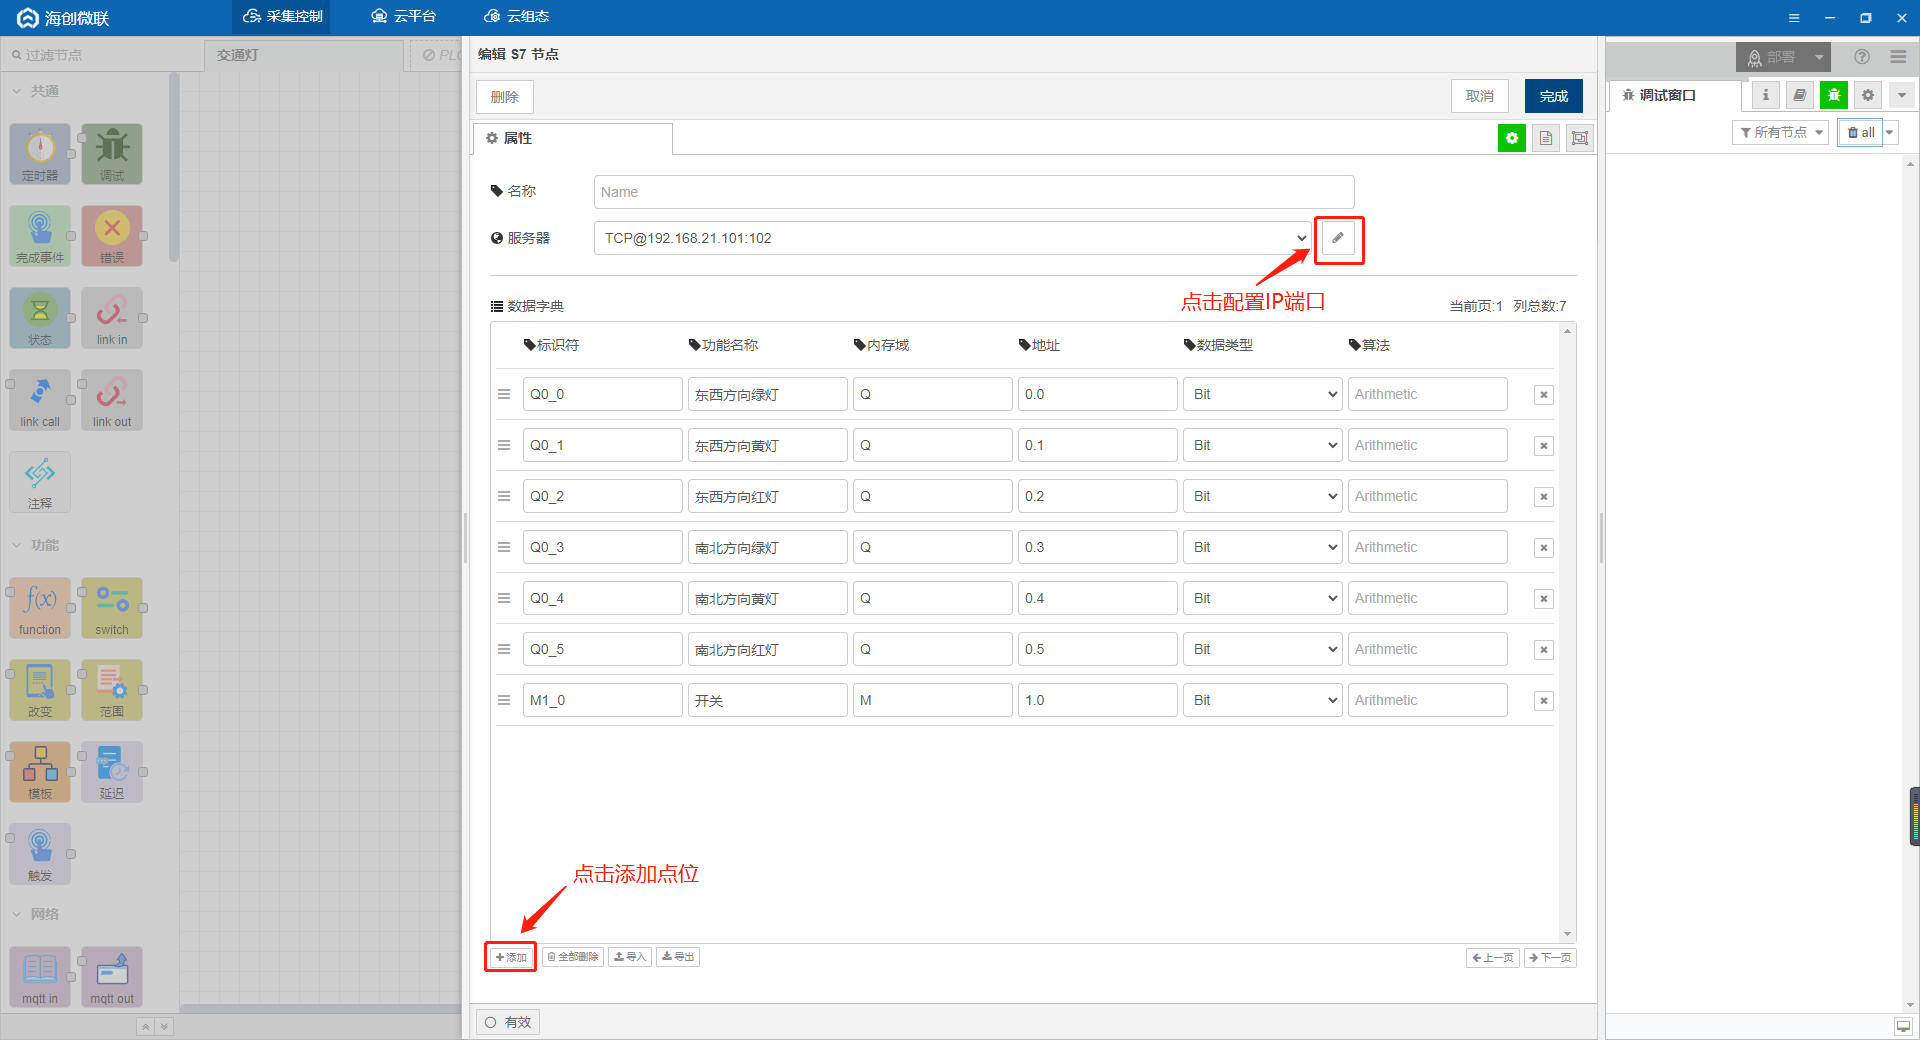 海创微联
采集控制
云平台
云组态
过滤节点
交通灯
PLC
编辑 S7 节点
部署
删除
取消
完成
调试窗口
所有节点
all
属性
共通
定时器
调试
完成事件
错误
状态
link in
link call
link out
注释
功能
function
switch
改变
范围
模板
延迟
触发
网络
mqtt in
mqtt out
名称
Name
服务器
TCP@192.168.21.101:102
点击配置IP端口
数据字典
当前页:1 列总数:7
标识符 功能名称 内存域 地址 数据类型 算法
Q0_0 东西方向绿灯 Q 0.0 Bit Arithmetic
Q0_1 东西方向黄灯 Q 0.1 Bit Arithmetic
Q0_2 东西方向红灯 Q 0.2 Bit Arithmetic
Q0_3 南北方向绿灯 Q 0.3 Bit Arithmetic
Q0_4 南北方向黄灯 Q 0.4 Bit Arithmetic
Q0_5 南北方向红灯 Q 0.5 Bit Arithmetic
M1_0 开关 M 1.0 Bit Arithmetic
点击添加点位
添加 全部删除 导入 导出
上一页 下一页
有效